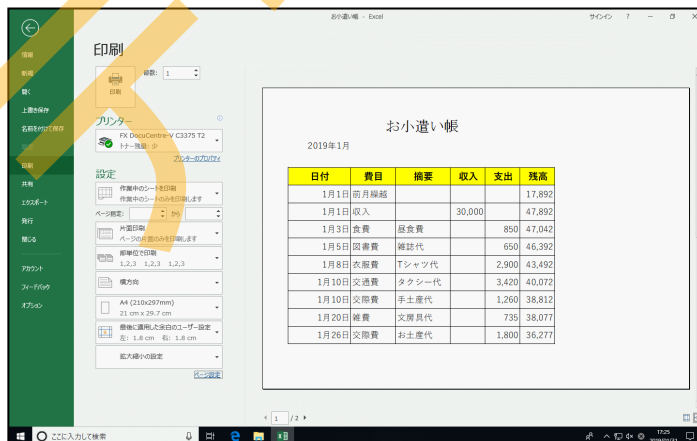 お小遣い帳 - Excel
サインイン ?
印刷
情報
新規
開く
上書き保存
名前を付けて保存
印刷
共有
エクスポート
発行
閉じる
アカウント
フィードバック
オプション
部数: 1
印刷
プリンター
FX DocuCentre-V C3375 T2
トナー残量: 少
プリンターのプロパティ
設定
作業中のシートを印刷
作業中のシートのみを印刷します
ページ指定: から
片面印刷
ページの片面のみを印刷します
部単位で印刷
1,2,3 1,2,3 1,2,3
横方向
A4 (210x297mm)
21 cm x 29.7 cm
最後に適用した余白のユーザー設定
左: 1.8 cm 右: 1.8 cm
拡大縮小の設定
ページ設定
お小遣い帳
2019年1月
日付 費目 摘要 収入 支出 残高
1月1日 前月繰越 17,892
1月1日 収入 30,000 47,892
1月3日 食費 昼食費 850 47,042
1月5日 図書費 雑誌代 650 46,392
1月8日 衣服費 Tシャツ代 2,900 43,492
1月10日 交通費 タクシー代 3,420 40,072
1月10日 交際費 手土産代 1,260 38,812
1月20日 雑費 文房具代 735 38,077
1月26日 交際費 お土産代 1,800 36,277
1 / 2
ここに入力して検索
17:25